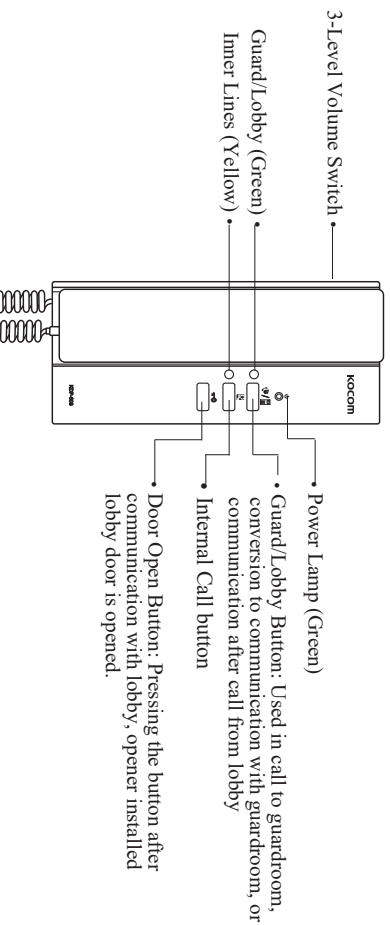 3-Level Volume Switch
Guard/Lobby (Green)
Inner Lines (Yellow)
KOCOM
KDP-605
Power Lamp (Green)
Guard/Lobby Button: Used in call to guardroom,
conversion to communication with guardroom, or
communication after call from lobby
Internal Call button
Door Open Button: Pressing the button after
communication with lobby, opener installed
lobby door is opened.